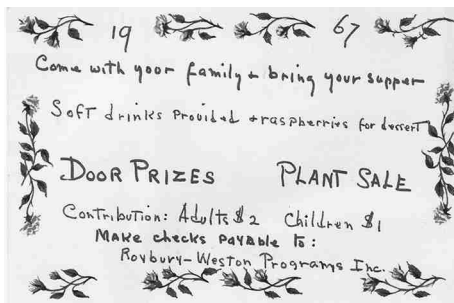 19 67
Come with your family & bring your supper
Soft drinks provided & raspberries for dessert
DOOR PRIZES PLANT SALE
Contribution: Adults $2 Children $1
Make checks payable to:
Roxbury-Weston Programs Inc.